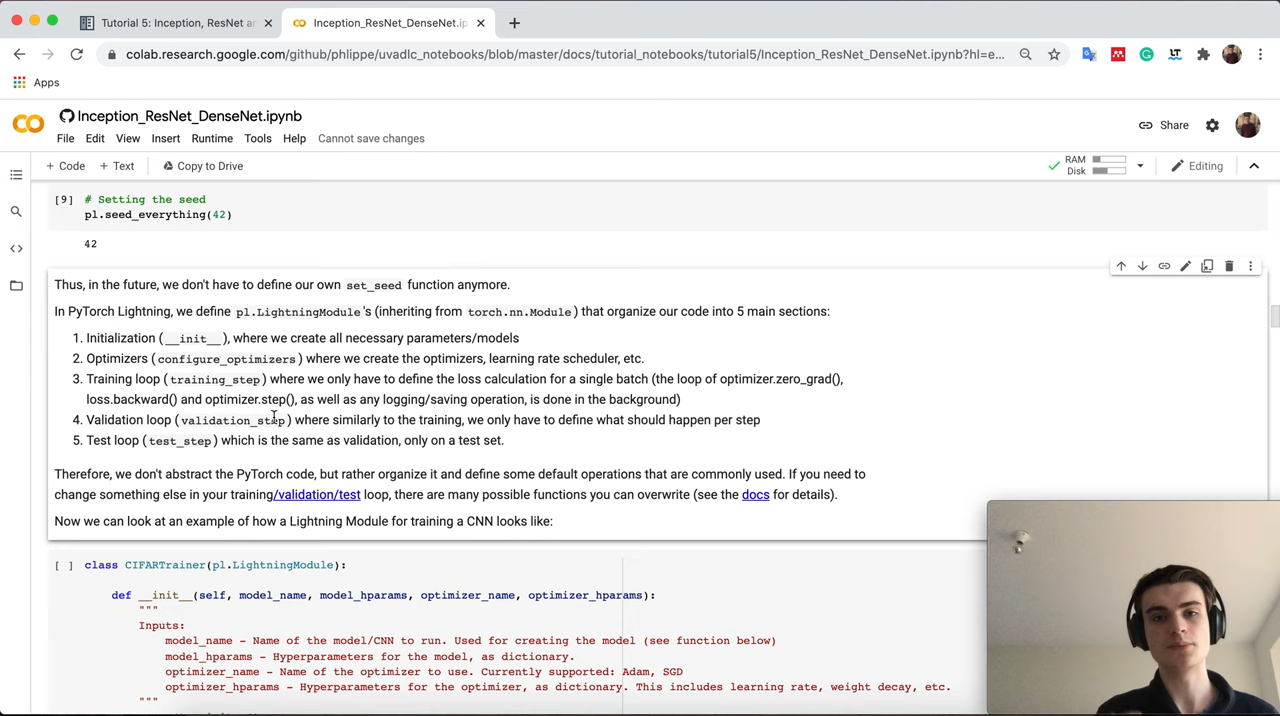 Tutorial 5: Inception, ResNet ar
Inception_ResNet_DenseNet.ip
colab.research.google.com/github/phlippe/uvadlc_notebooks/blob/master/docs/tutorial_notebooks/tutorial5/Inception_ResNet_DenseNet.ipynb?hl=e...
Apps
Inception_ResNet_DenseNet.ipynb
File Edit View Insert Runtime Tools Help Cannot save changes
Share
+ Code + Text Copy to Drive
RAM
Disk
Editing
[9] # Setting the seed
pl.seed_everything(42)
42
Thus, in the future, we don't have to define our own set_seed function anymore.
In PyTorch Lightning, we define pl.LightningModule's (inheriting from torch.nn.Module) that organize our code into 5 main sections:
1. Initialization (__init__), where we create all necessary parameters/models
2. Optimizers (configure_optimizers) where we create the optimizers, learning rate scheduler, etc.
3. Training loop (training_step) where we only have to define the loss calculation for a single batch (the loop of optimizer.zero_grad(),
loss.backward() and optimizer.step(), as well as any logging/saving operation, is done in the background)
4. Validation loop (validation_step) where similarly to the training, we only have to define what should happen per step
5. Test loop (test_step) which is the same as validation, only on a test set.
Therefore, we don't abstract the PyTorch code, but rather organize it and define some default operations that are commonly used. If you need to
change something else in your training/validation/test loop, there are many possible functions you can overwrite (see the docs for details).
Now we can look at an example of how a Lightning Module for training a CNN looks like:
[ ] class CIFARTrainer(pl.LightningModule):
def __init__(self, model_name, model_hparams, optimizer_name, optimizer_hparams):
"""
Inputs:
model_name - Name of the model/CNN to run. Used for creating the model (see function below)
model_hparams - Hyperparameters for the model, as dictionary.
optimizer_name - Name of the optimizer to use. Currently supported: Adam, SGD
optimizer_hparams - Hyperparameters for the optimizer, as dictionary. This includes learning rate, weight decay, etc.
"""